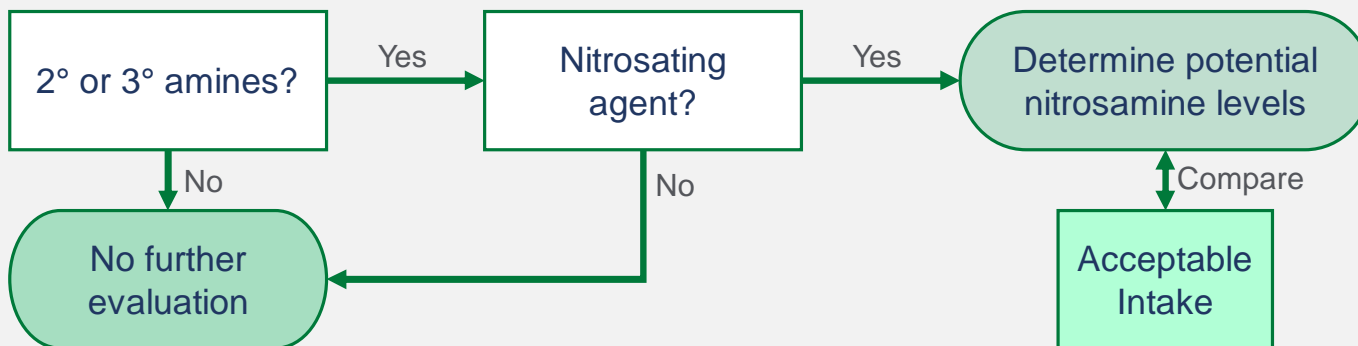 2° or 3° amines?
Yes
Nitrosating
agent?
Yes
Determine potential
nitrosamine levels
No
No
Compare
No further
evaluation
Acceptable
Intake